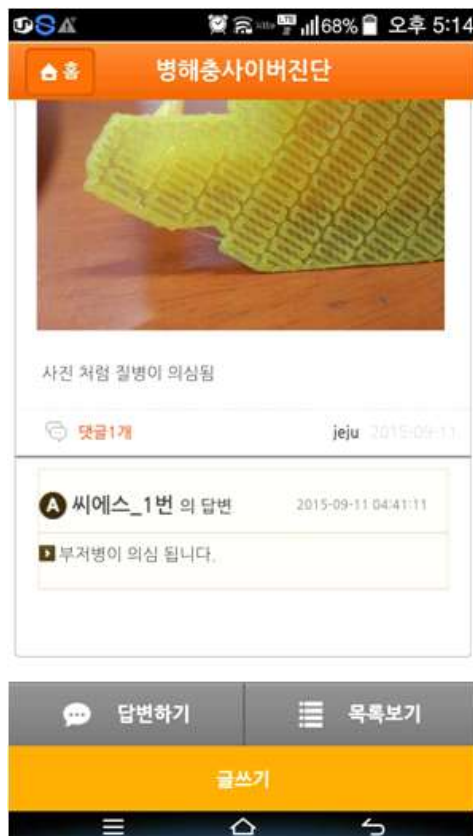 68% 오후 5:14
홈 병해충사이버진단
사진 처럼 질병이 의심됨
댓글1개 jeju 2015-09-11
A 씨에스_1번 의 답변 2015-09-11 04:41:11
부저병이 의심 됩니다.
답변하기 목록보기
글쓰기